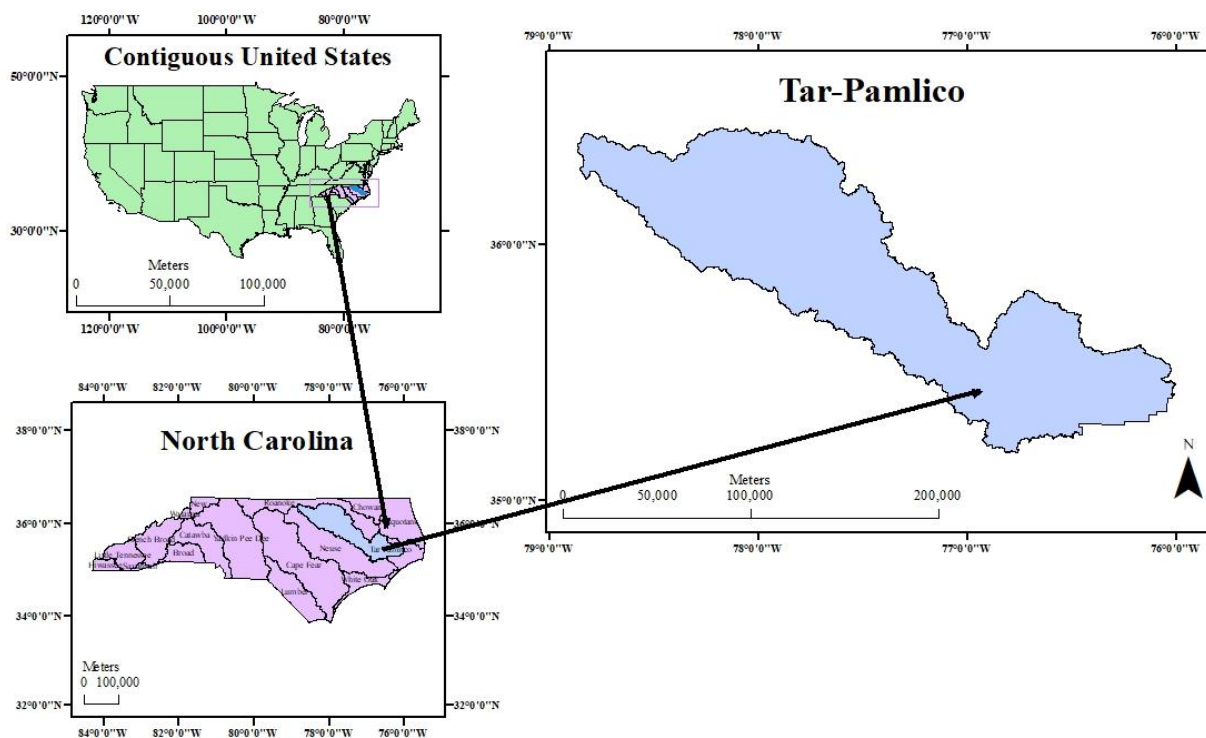 120°0'0"W 100°0'0"W 80°0'0"W
Contiguous United States
50°0'0"N
30°0'0"N
Meters
0 50,000 100,000
120°0'0"W 100°0'0"W 80°0'0"W
79°0'0"W 78°0'0"W 77°0'0"W 76°0'0"W
Tar-Pamlico
36°0'0"N
35°0'0"N
N
Meters
0 50,000 100,000 200,000
79°0'0"W 78°0'0"W 77°0'0"W 76°0'0"W
84°0'0"W 82°0'0"W 80°0'0"W 78°0'0"W 76°0'0"W
North Carolina
38°0'0"N 38°0'0"N
36°0'0"N 36°0'0"N
34°0'0"N 34°0'0"N
32°0'0"N 32°0'0"N
New Roanoke Chowan
Catawba Yadkin Pee Dee
Broad
Neuse
Tar Pamlico
Cape Fear
White Oak
Lumber
Meters
0 100,000
84°0'0"W 82°0'0"W 80°0'0"W 78°0'0"W 76°0'0"W